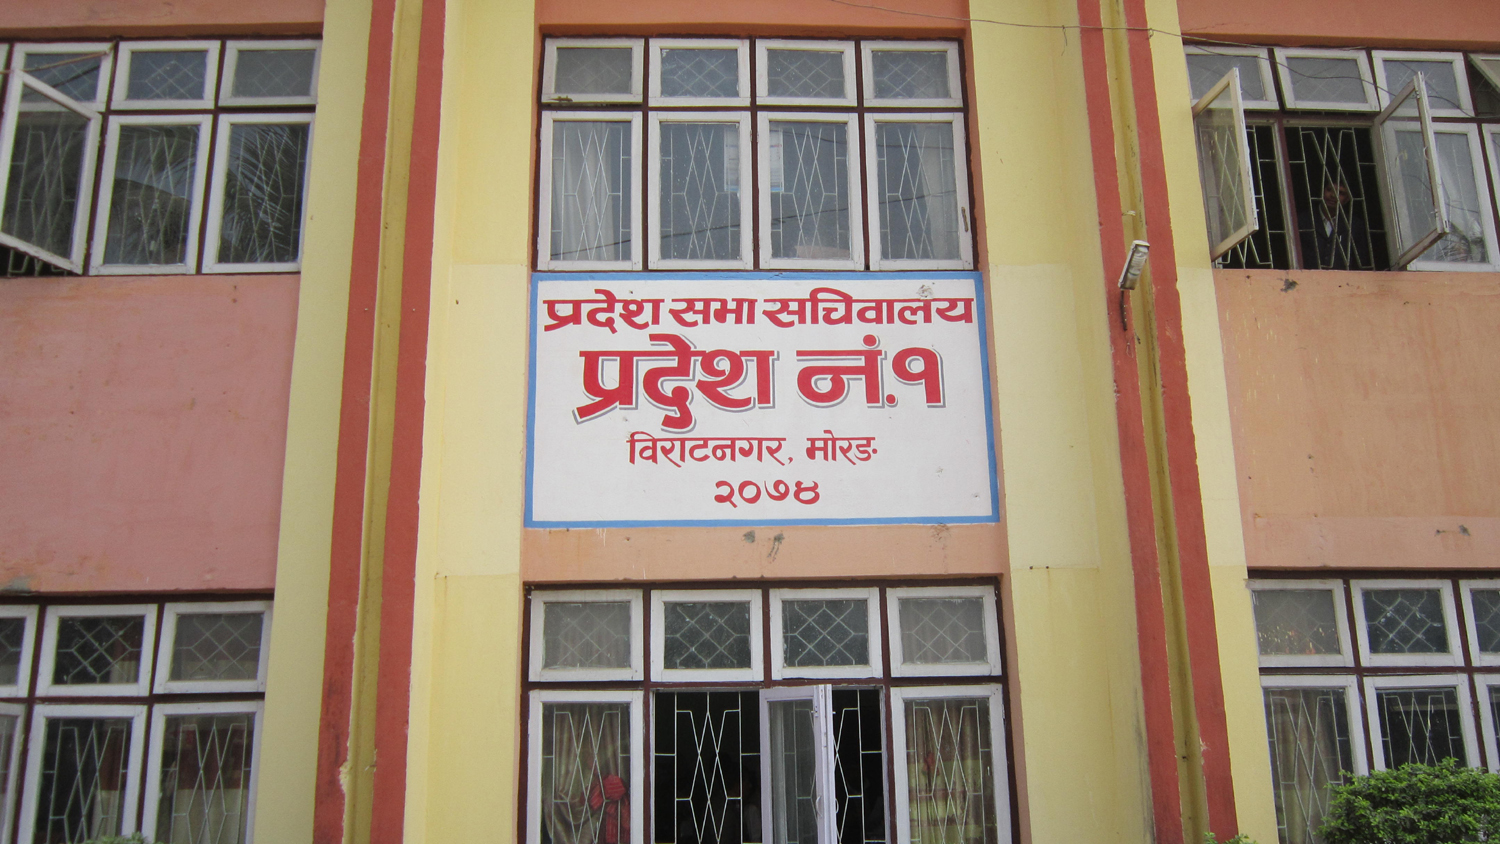 प्रदेश सभा सचिवालय
प्रदेश नं.१
विराटनगर, मोरङ
२०७४